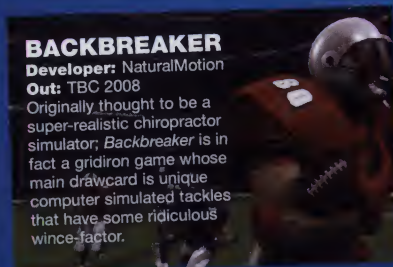 BACKBREAKER
Developer: NaturalMotion
Out: TBC 2008
Originally thought to be a
super-realistic chiropractor
simulator; Backbreaker is in
fact a gridiron game whose
main drawcard is unique
computer simulated tackles
that have some ridiculous
wince-factor.
80